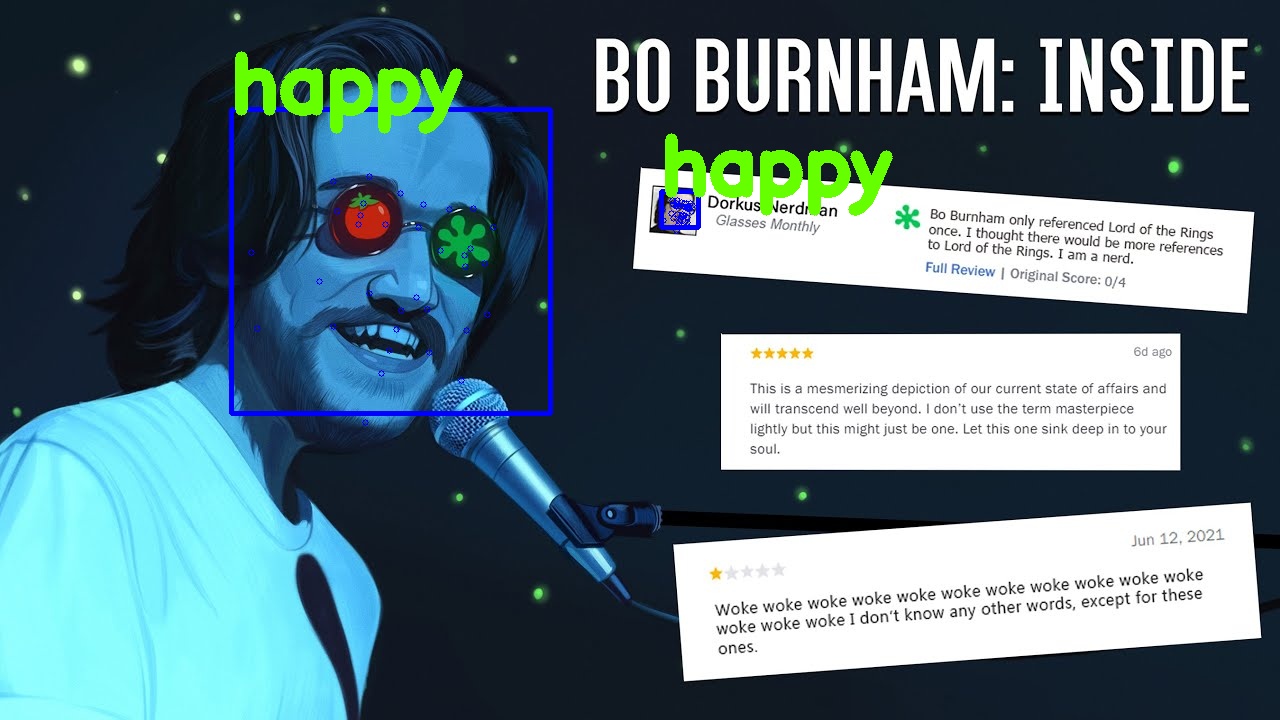 happy
BO BURNHAM: INSIDE
happy
Dorkus Nerdman
Glasses Monthly
Bo Burnham only referenced Lord of the Rings
once. I thought there would be more references
to Lord of the Rings. I am a nerd.
Full Review | Original Score: 0/4
6d ago
This is a mesmerizing depiction of our current state of affairs and
will transcend well beyond. I don't use the term masterpiece
lightly but this might just be one. Let this one sink deep in to your
soul.
Jun 12, 2021
Woke woke woke woke woke woke woke woke woke woke woke
woke woke woke I don't know any other words, except for these
ones.